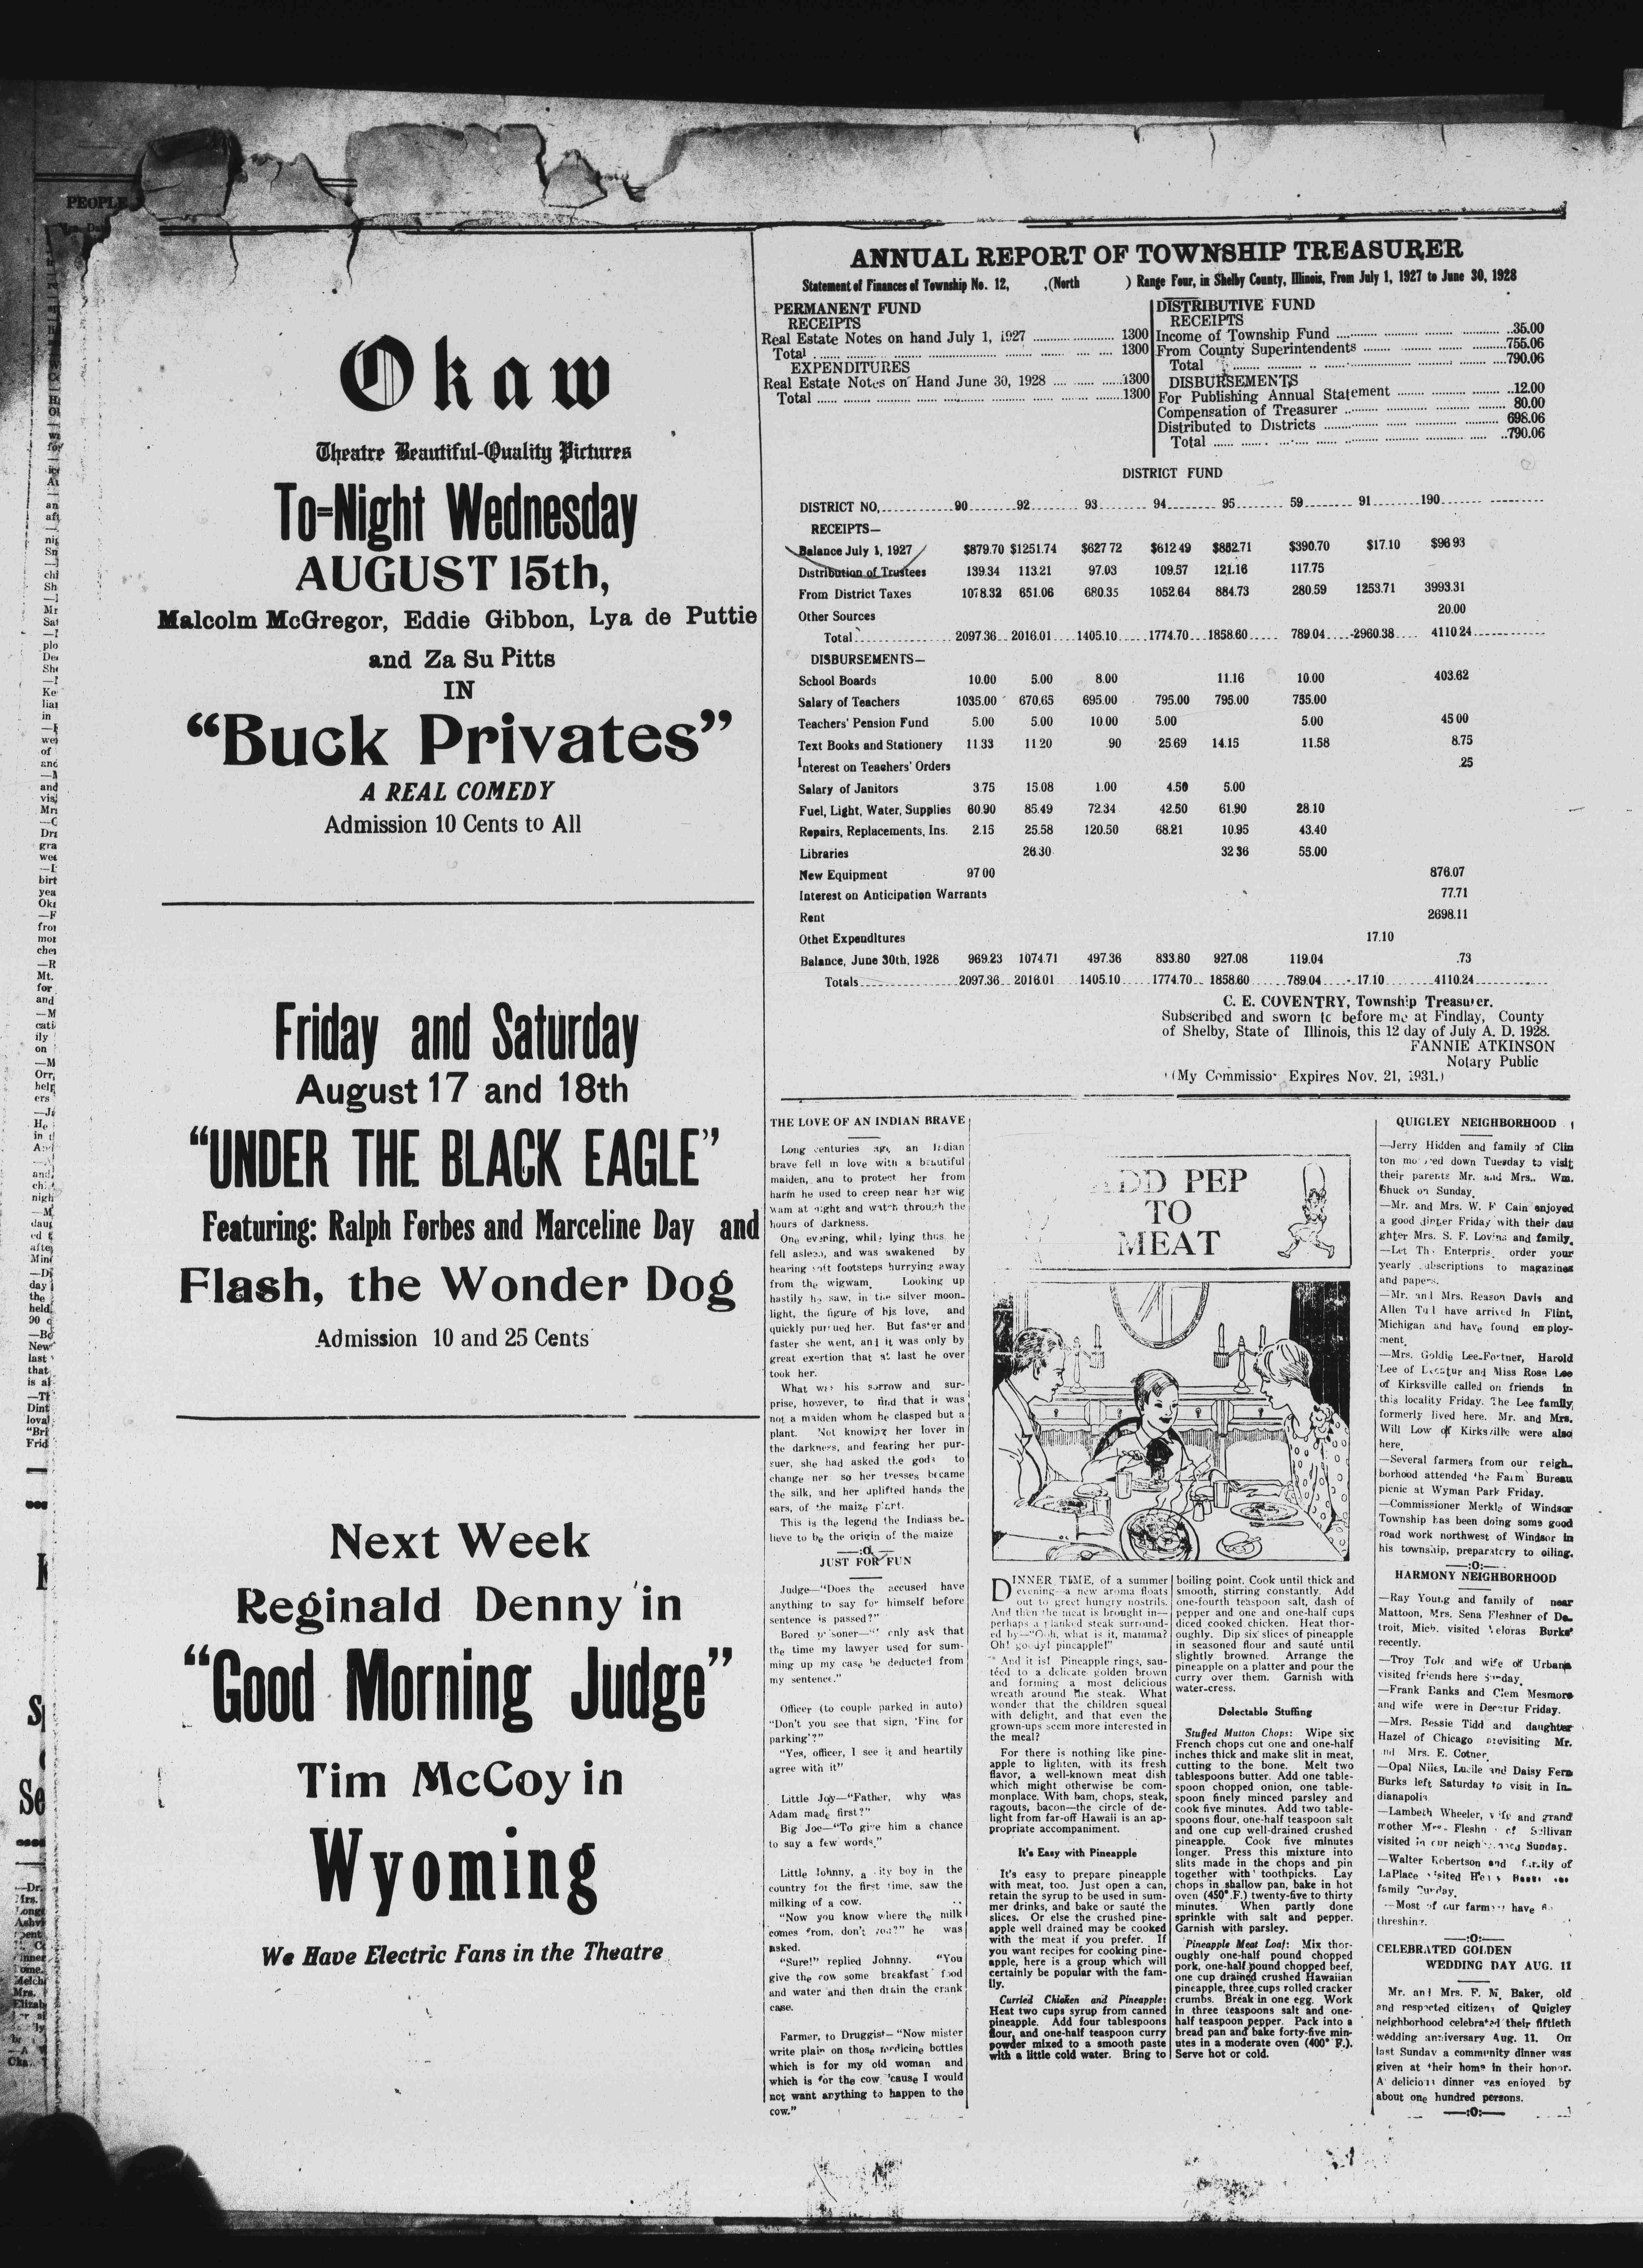 PEOPLE
Okaw
Theatre Beautiful-Quality Pictures
To=Night Wednesday
AUGUST 15th,
Malcolm McGregor, Eddie Gibbon, Lya de Puttie
and Za Su Pitts
IN
“Buck Privates”
A REAL COMEDY
Admission 10 Cents to All
Friday and Saturday
August 17 and 18th
“UNDER THE BLACK EAGLE”
Featuring: Ralph Forbes and Marceline Day and
Flash, the Wonder Dog
Admission 10 and 25 Cents
Next Week
Reginald Denny in
“Good Morning Judge”
Tim McCoy in
Wyoming
We Have Electric Fans in the Theatre
ANNUAL REPORT OF TOWNSHIP TREASURER
Statement of Finances of Township No. 12, (North ) Range Four, in Shelby County, Illinois, From July 1, 1927 to June 30, 1928
PERMANENT FUND
RECEIPTS
Real Estate Notes on hand July 1, 1927 .......... 1300
Total .......... 1300
EXPENDITURES
Real Estate Notes on Hand June 30, 1928 .......... 1300
Total .......... 1300
DISTRIBUTIVE FUND
RECEIPTS
Income of Township Fund .......... 35.00
From County Superintendents .......... 755.06
Total .......... 790.06
DISBURSEMENTS
For Publishing Annual Statement .......... 12.00
Compensation of Treasurer .......... 80.00
Distributed to Districts .......... 698.06
Total .......... 790.06
DISTRICT FUND
DISTRICT NO, 90 92 93 94 95 59 91 190
RECEIPTS—
Balance July 1, 1927 $879.70 $1251.74 $627 72 $612 49 $862.71 $390.70 $17.10 $96 93
Distribution of Trustees 139.34 113.21 97.03 109.57 121.16 117.75
From District Taxes 1078.32 651.06 680.35 1052.64 884.73 280.59 1253.71 3993.31
Other Sources 20.00
Total 2097.36 2016.01 1405.10 1774.70 1858.60 789.04 2960.38 4110 24
DISBURSEMENTS—
School Boards 10.00 5.00 8.00 11.16 10.00 403.62
Salary of Teachers 1035.00 670.65 695.00 795.00 795.00 755.00
Teachers' Pension Fund 5.00 5.00 10.00 5.00 5.00 45 00
Text Books and Stationery 11 33 11 20 .90 25 69 14.15 11.58 8.75
Interest on Teachers' Orders .25
Salary of Janitors 3.75 15.08 1.00 4.50 5.00
Fuel, Light, Water, Supplies 60.90 85.49 72.34 42.50 61.90 28.10
Repairs, Replacements, Ins. 2.15 25.58 120.50 68.21 10.95 43.40
Libraries 26 30 32 36 55.00
New Equipment 97 00 876.07
Interest on Anticipation Warrants 77.71
Rent 2698.11
Othet Expenditures 17.10
Balance, June 30th, 1928 969.23 1074.71 497.36 833.80 927.08 119.04 .73
Totals 2097.36 2016 01 1405.10 1774.70 1858.60 789.04 17.10 4110.24
C. E. COVENTRY, Township Treasurer.
Subscribed and sworn to before me at Findlay, County
of Shelby, State of Illinois, this 12 day of July A. D. 1928.
FANNIE ATKINSON
Notary Public
(My Commission Expires Nov. 21, 1931.)
THE LOVE OF AN INDIAN BRAVE
Long centuries ago, an Indian
brave fell in love with a beautiful
maiden, and to protect her from
harm he used to creep near her wig
wam at night and watch through the
hours of darkness.
One evening, while lying thus he
fell asleep, and was awakened by
hearing soft footsteps hurrying away
from the wigwam. Looking up
hastily he saw, in the silver moon-
light, the figure of his love, and
quickly pursued her. But faster and
faster she went, and it was only by
great exertion that at last he over
took her.
What was his sorrow and sur-
prise, however, to find that it was
not a maiden whom he clasped but a
plant. Not knowing her lover in
the darkness, and fearing her pur-
suer, she had asked the gods to
change her so her tresses became
the silk, and her uplifted hands the
ears, of the maize plant.
This is the legend the Indians be-
lieve to be the origin of the maize
—:o
JUST FOR FUN
Judge—“Does the accused have
anything to say for himself before
sentence is passed?”
Bored prisoner—“I only ask that
the time my lawyer used for sum-
ming up my case be deducted from
my sentence.”
Officer (to couple parked in auto)
“Don't you see that sign, 'Fine for
parking'?”
“Yes, officer, I see it and heartily
agree with it”
Little Joy—“Father, why was
Adam made first?”
Big Joe—“To give him a chance
to say a few words.”
Little Johnny, a city boy in the
country for the first time, saw the
milking of a cow.
“Now you know where the milk
comes from, don't you?” he was
asked.
“Sure!” replied Johnny. “You
give the cow some breakfast food
and water and then drain the crank
case.
Farmer, to Druggist—“Now mister
write plain on those medicine bottles
which is for my old woman and
which is for the cow 'cause I would
not want anything to happen to the
cow.”
ADD PEP
TO
MEAT
DINNER TIME, of a summer
evening—a new aroma floats
out to greet hungry nostrils.
And then the meat is brought in—
perhaps a planked steak surround-
ed by—“Ooh, what is it, mamma?
Oh! goody! pineapple!”
And it is! Pineapple rings, sau-
téed to a delicate golden brown
and forming a most delicious
wreath around the steak. What
wonder that the children squeal
with delight, and that even the
grown-ups seem more interested in
the meal?
For there is nothing like pine-
apple to lighten, with its fresh
flavor, a well-known meat dish
which might otherwise be com-
monplace. With ham, chops, steak,
ragouts, bacon—the circle of de-
light from far-off Hawaii is an ap-
propriate accompaniment.
It's Easy with Pineapple
It's easy to prepare pineapple
with meat, too. Just open a can,
retain the syrup to be used in sum-
mer drinks, and bake or sauté the
slices. Or else the crushed pine-
apple well drained may be cooked
with the meat if you prefer. If
you want recipes for cooking pine-
apple, here is a group which will
certainly be popular with the fam-
ily.
Curried Chicken and Pineapple:
Heat two cups syrup from canned
pineapple. Add four tablespoons
flour, and one-half teaspoon curry
powder mixed to a smooth paste
with a little cold water. Bring to
boiling point. Cook until thick and
smooth, stirring constantly. Add
one-fourth teaspoon salt, dash of
pepper and one and one-half cups
diced cooked chicken. Heat thor-
oughly. Dip six slices of pineapple
in seasoned flour and sauté until
slightly browned. Arrange the
pineapple on a platter and pour the
curry over them. Garnish with
water-cress.
Delectable Stuffing
Stuffed Mutton Chops: Wipe six
French chops cut one and one-half
inches thick and make slit in meat,
cutting to the bone. Melt two
tablespoons butter. Add one table-
spoon chopped onion, one table-
spoon finely minced parsley and
cook five minutes. Add two table-
spoons flour, one-half teaspoon salt
and one cup well-drained crushed
pineapple. Cook five minutes
longer. Press this mixture into
slits made in the chops and pin
together with toothpicks. Lay
chops in shallow pan, bake in hot
oven (450° F.) twenty-five to thirty
minutes. When partly done
sprinkle with salt and pepper.
Garnish with parsley.
Pineapple Meat Loaf: Mix thor-
oughly one-half pound chopped
pork, one-half pound chopped beef,
one cup drained crushed Hawaiian
pineapple, three cups rolled cracker
crumbs. Break in one egg. Work
in three teaspoons salt and one-
half teaspoon pepper. Pack into a
bread pan and bake forty-five min-
utes in a moderate oven (400° F.).
Serve hot or cold.
QUIGLEY NEIGHBORHOOD
—Jerry Hidden and family of Clin
ton motored down Tuesday to visit
their parents Mr. and Mrs.. Wm.
Shuck on Sunday.
—Mr. and Mrs. W. F Cain enjoyed
a good dinner Friday with their dau
ghter Mrs. S. F. Lovins and family.
—Let The Enterprise order your
yearly subscriptions to magazines
and papers.
—Mr. and Mrs. Reason Davis and
Allen have arrived in Flint,
Michigan and have found employ-
ment.
—Mrs. Goldie Lee-Fortner, Harold
Lee of Decatur and Miss Rosa Lee
of Kirksville called on friends in
this locality Friday. The Lee family
formerly lived here. Mr. and Mrs.
Will Low of Kirksville were also
here.
—Several farmers from our neigh-
borhood attended the Farm Bureau
picnic at Wyman Park Friday.
—Commissioner Merkle of Windsor
Township has been doing some good
road work northwest of Windsor in
his township, preparatory to oiling.
—:0:—
HARMONY NEIGHBORHOOD
—Ray Young and family of near
Mattoon, Mrs. Sena Fleshner of De-
troit, Mich. visited Veloras Burks'
recently.
—Troy Tolr and wife of Urbana
visited friends here Sunday.
—Frank Banks and Clem Mesmore
and wife were in Decatur Friday.
—Mrs. Bessie Tidd and daughter
Hazel of Chicago are visiting Mr.
and Mrs. E. Cotner.
—Opal Niles, Lucile and Daisy Fern
Burks left Saturday to visit in In-
dianapolis.
—Lambeth Wheeler, wife and grand
mother Mrs. of Sullivan
visited in our neighborhood Sunday.
—Walter Robertson and family of
LaPlace visited
family Sunday.
—Most of our farmers have
threshing.
—:0:—
CELEBRATED GOLDEN
WEDDING DAY AUG. 11
Mr. and Mrs. F. M. Baker, old
and respected citizens of Quigley
neighborhood celebrated their fiftieth
wedding anniversary Aug. 11. On
last Sunday a community dinner was
given at their home in their honor.
A delicious dinner was enjoyed by
about one hundred persons.
—:0:—